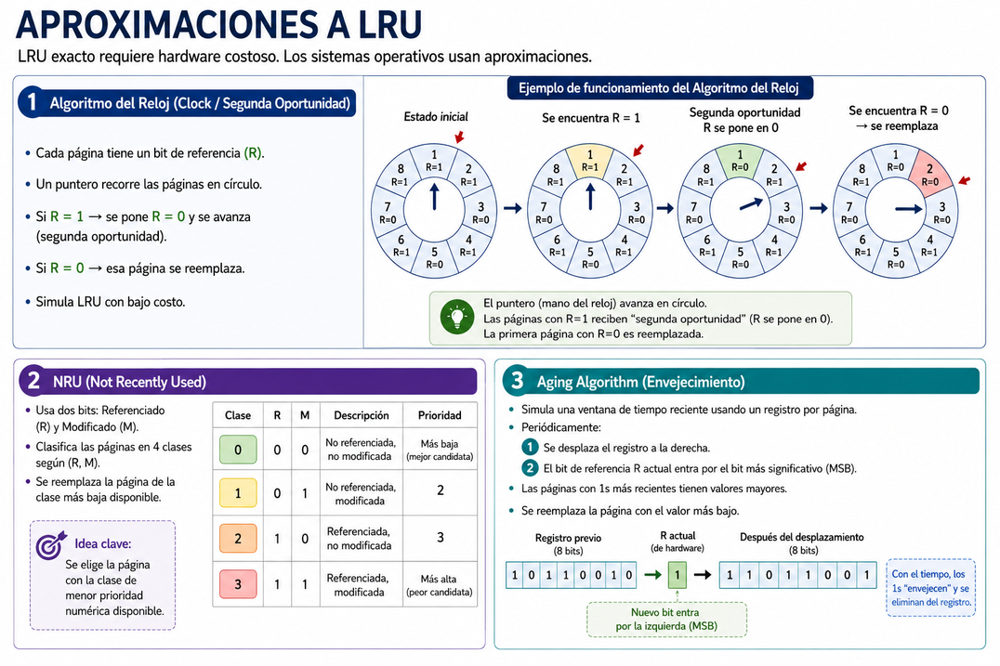 APROXIMACIONES A LRU
LRU exacto requiere hardware costoso. Los sistemas operativos usan aproximaciones.
1 Algoritmo del Reloj (Clock / Segunda Oportunidad)
• Cada página tiene un bit de referencia (R).
• Un puntero recorre las páginas en círculo.
• Si R = 1 → se pone R = 0 y se avanza
(segunda oportunidad).
• Si R = 0 → esa página se reemplaza.
• Simula LRU con bajo costo.
Ejemplo de funcionamiento del Algoritmo del Reloj
Estado inicial
1
R=1
2
R=1
3
R=0
4
R=1
5
R=0
6
R=1
7
R=0
8
R=1
Se encuentra R = 1
1
R=1
2
R=1
3
R=0
4
R=1
5
R=0
6
R=1
7
R=0
8
R=1
Segunda oportunidad
R se pone en 0
1
R=0
2
R=1
3
R=0
4
R=1
5
R=0
6
R=1
7
R=0
8
R=1
Se encuentra R = 0
→ se reemplaza
1
R=0
2
R=0
3
R=0
4
R=1
5
R=0
6
R=1
7
R=0
8
R=1
El puntero (mano del reloj) avanza en círculo.
Las páginas con R=1 reciben “segunda oportunidad” (R se pone en 0).
La primera página con R=0 es reemplazada.
2 NRU (Not Recently Used)
• Usa dos bits: Referenciado
(R) y Modificado (M).
• Clasifica las páginas en 4 clases
según (R, M).
• Se reemplaza la página de la
clase más baja disponible.
Idea clave:
Se elige la página
con la clase de
menor prioridad
numérica disponible.
Clase R M Descripción Prioridad
0 0 0 No referenciada, no modificada Más baja (mejor candidata)
1 0 1 No referenciada, modificada 2
2 1 0 Referenciada, no modificada 3
3 1 1 Referenciada, modificada Más alta (peor candidata)
3 Aging Algorithm (Envejecimiento)
• Simula una ventana de tiempo reciente usando un registro por página.
• Periódicamente:
1 Se desplaza el registro a la derecha.
2 El bit de referencia R actual entra por el bit más significativo (MSB).
• Las páginas con 1s más recientes tienen valores mayores.
• Se reemplaza la página con el valor más bajo.
Registro previo
(8 bits)
1 0 1 1 0 0 1 0
R actual
(de hardware)
1
Después del desplazamiento
(8 bits)
1 1 0 1 1 0 0 1
Nuevo bit entra
por la izquierda (MSB)
Con el tiempo, los
1s “envejecen” y se
eliminan del registro.